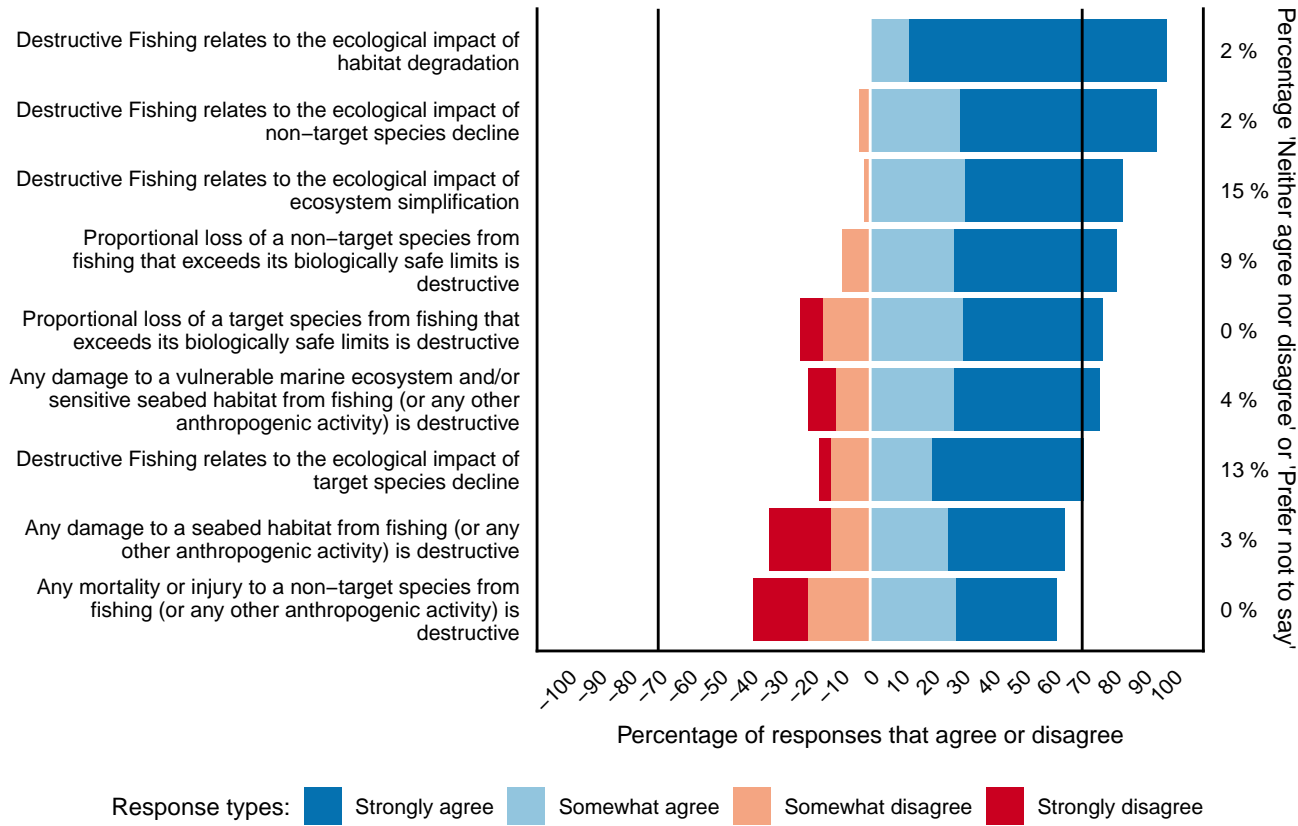 Destructive Fishing relates to the ecological impact of
habitat degradation
2 %
Destructive Fishing relates to the ecological impact of
non−target species decline
2 %
Destructive Fishing relates to the ecological impact of
ecosystem simplification
15 %
Proportional loss of a non−target species from
fishing that exceeds its biologically safe limits is
destructive
9 %
Proportional loss of a target species from fishing that
exceeds its biologically safe limits is destructive
0 %
Any damage to a vulnerable marine ecosystem and/or
sensitive seabed habitat from fishing (or any other
anthropogenic activity) is destructive
4 %
Destructive Fishing relates to the ecological impact of
target species decline
13 %
Any damage to a seabed habitat from fishing (or any
other anthropogenic activity) is destructive
3 %
Any mortality or injury to a non−target species from
fishing (or any other anthropogenic activity) is
destructive
0 %
Percentage 'Neither agree nor disagree' or 'Prefer not to say'
−100 −90 −80 −70 −60 −50 −40 −30 −20 −10 0 10 20 30 40 50 60 70 80 90 100
Percentage of responses that agree or disagree
Response types: Strongly agree Somewhat agree Somewhat disagree Strongly disagree